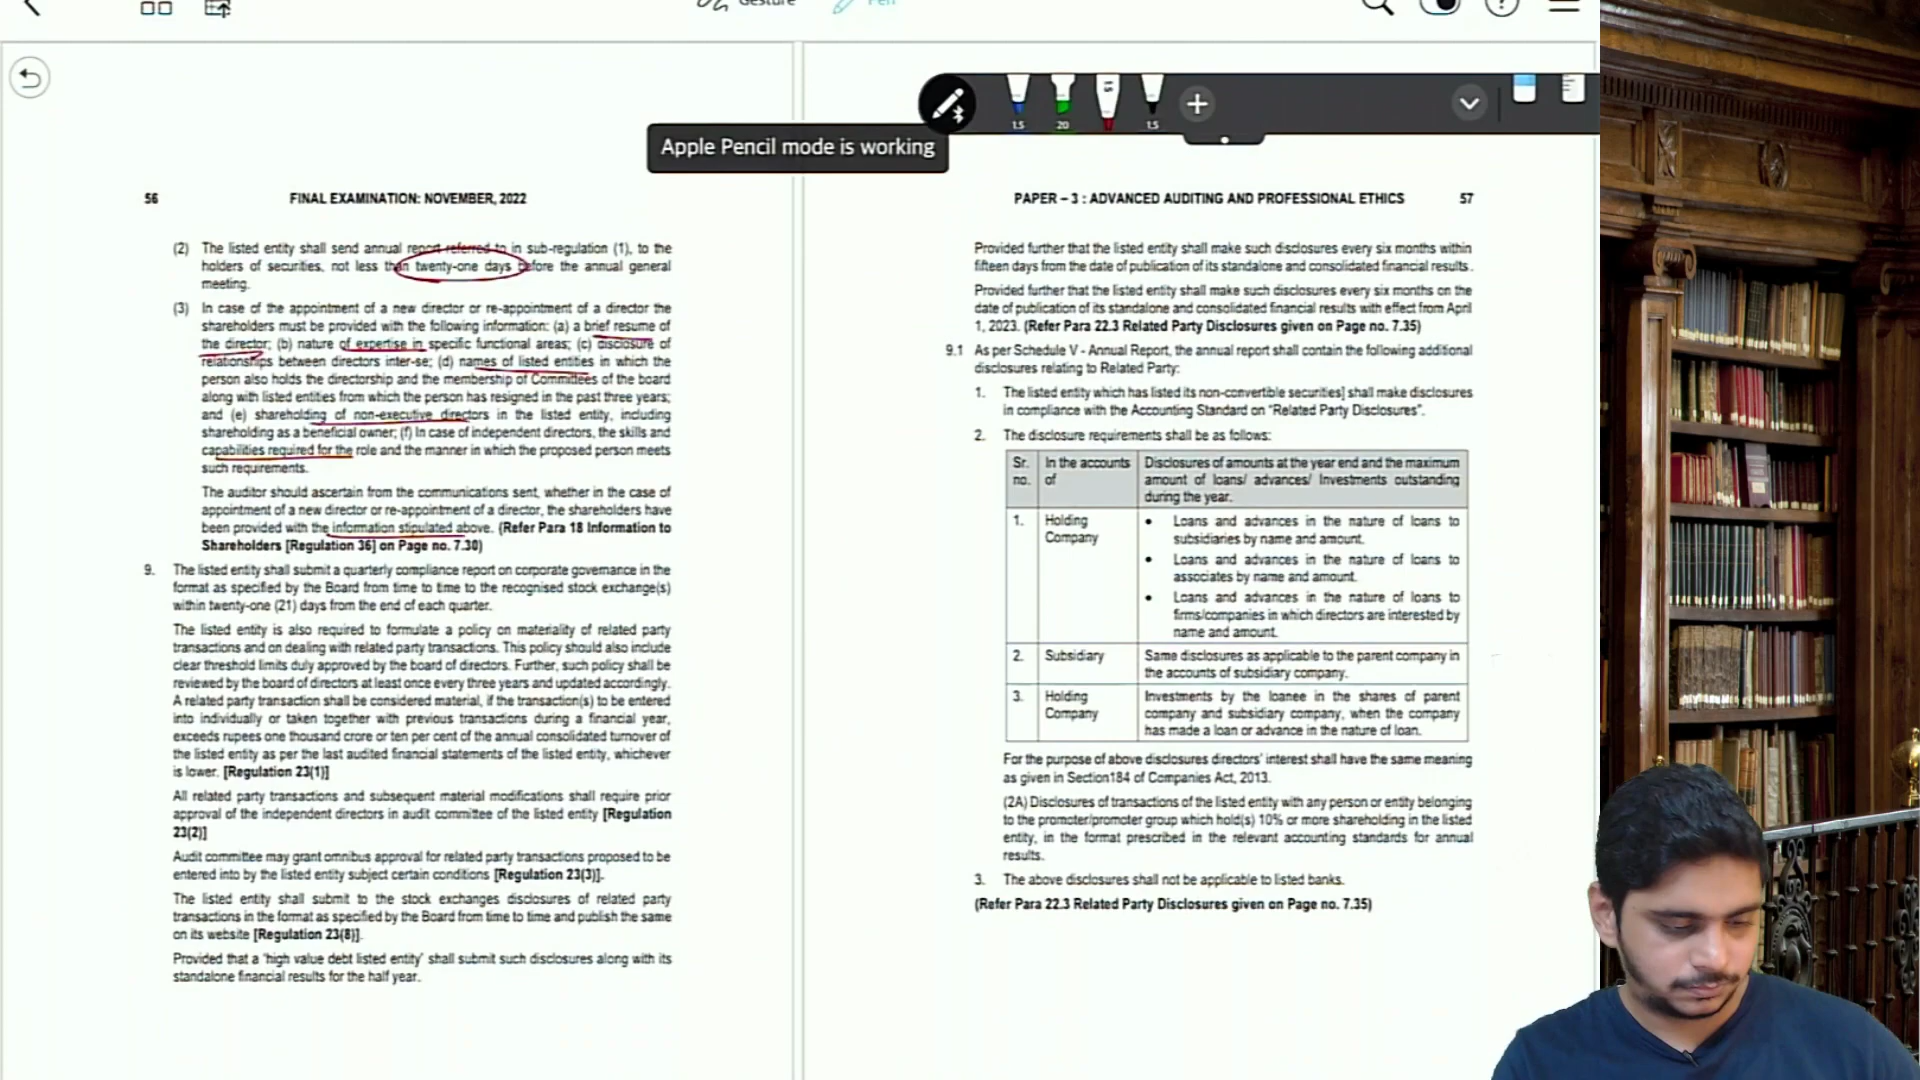 Gesture
Pen
1.5
20
1.5
1.5
Apple Pencil mode is working
56 FINAL EXAMINATION: NOVEMBER, 2022
(2) The listed entity shall send annual report referred to in sub-regulation (1), to the
holders of securities, not less than twenty-one days before the annual general
meeting.
(3) In case of the appointment of a new director or re-appointment of a director the
shareholders must be provided with the following information: (a) a brief resume of
the director; (b) nature of expertise in specific functional areas; (c) disclosure of
relationships between directors inter-se; (d) names of listed entities in which the
person also holds the directorship and the membership of Committees of the board
along with listed entities from which the person has resigned in the past three years;
and (e) shareholding of non-executive directors in the listed entity, including
shareholding as a beneficial owner; (f) In case of independent directors, the skills and
capabilities required for the role and the manner in which the proposed person meets
such requirements.
The auditor should ascertain from the communications sent, whether in the case of
appointment of a new director or re-appointment of a director, the shareholders have
been provided with the information stipulated above. (Refer Para 18 Information to
Shareholders [Regulation 36] on Page no. 7.30)
9. The listed entity shall submit a quarterly compliance report on corporate governance in the
format as specified by the Board from time to time to the recognised stock exchange(s)
within twenty-one (21) days from the end of each quarter.
The listed entity is also required to formulate a policy on materiality of related party
transactions and on dealing with related party transactions. This policy should also include
clear threshold limits duly approved by the board of directors. Further, such policy shall be
reviewed by the board of directors at least once every three years and updated accordingly.
A related party transaction shall be considered material, if the transaction(s) to be entered
into individually or taken together with previous transactions during a financial year,
exceeds rupees one thousand crore or ten per cent of the annual consolidated turnover of
the listed entity as per the last audited financial statements of the listed entity, whichever
is lower. [Regulation 23(1)]
All related party transactions and subsequent material modifications shall require prior
approval of the independent directors in audit committee of the listed entity [Regulation
23(2)]
Audit committee may grant omnibus approval for related party transactions proposed to be
entered into by the listed entity subject certain conditions [Regulation 23(3)].
The listed entity shall submit to the stock exchanges disclosures of related party
transactions in the format as specified by the Board from time to time and publish the same
on its website [Regulation 23(8)].
Provided that a 'high value debt listed entity' shall submit such disclosures along with its
standalone financial results for the half year.
PAPER – 3 : ADVANCED AUDITING AND PROFESSIONAL ETHICS 57
Provided further that the listed entity shall make such disclosures every six months within
fifteen days from the date of publication of its standalone and consolidated financial results.
Provided further that the listed entity shall make such disclosures every six months on the
date of publication of its standalone and consolidated financial results with effect from April
1, 2023. (Refer Para 22.3 Related Party Disclosures given on Page no. 7.35)
9.1 As per Schedule V - Annual Report, the annual report shall contain the following additional
disclosures relating to Related Party:
1. The listed entity which has listed its non-convertible securities] shall make disclosures
in compliance with the Accounting Standard on "Related Party Disclosures".
2. The disclosure requirements shall be as follows:
Sr. no. In the accounts of Disclosures of amounts at the year end and the maximum
amount of loans/ advances/ Investments outstanding
during the year.
1. Holding Company • Loans and advances in the nature of loans to
subsidiaries by name and amount.
• Loans and advances in the nature of loans to
associates by name and amount.
• Loans and advances in the nature of loans to
firms/companies in which directors are interested by
name and amount.
2. Subsidiary Same disclosures as applicable to the parent company in
the accounts of subsidiary company.
3. Holding Company Investments by the loanee in the shares of parent
company and subsidiary company, when the company
has made a loan or advance in the nature of loan.
For the purpose of above disclosures directors' interest shall have the same meaning
as given in Section184 of Companies Act, 2013.
(2A) Disclosures of transactions of the listed entity with any person or entity belonging
to the promoter/promoter group which hold(s) 10% or more shareholding in the listed
entity, in the format prescribed in the relevant accounting standards for annual
results.
3. The above disclosures shall not be applicable to listed banks.
(Refer Para 22.3 Related Party Disclosures given on Page no. 7.35)